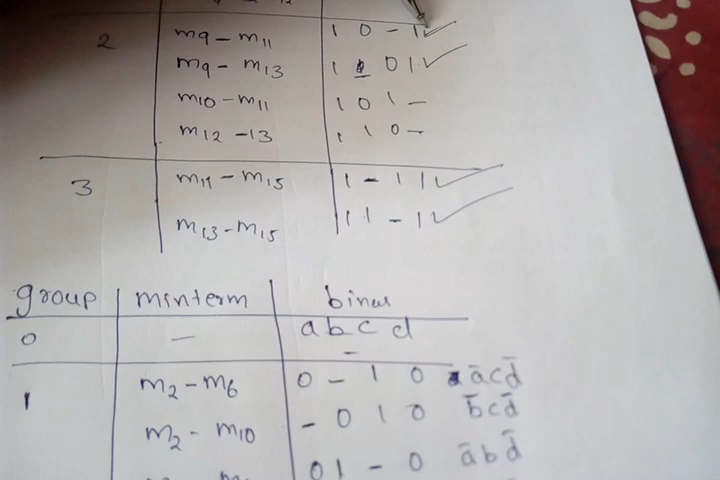 2 m9 - m11 1 0 - 1 ✓
m9 - m13 1 _ 0 1 ✓
m10 - m11 1 0 1 -
m12 - 13 1 1 0 -
3 m11 - m15 1 - 1 1 ✓
m13 - m15 1 1 - 1 ✓
group minterm
0 - a b c d
-
1 m2 - m6 0 - 1 0 āc d̄
m2 - m10 - 0 1 0 b̄c d̄
01 - 0 āb d̄